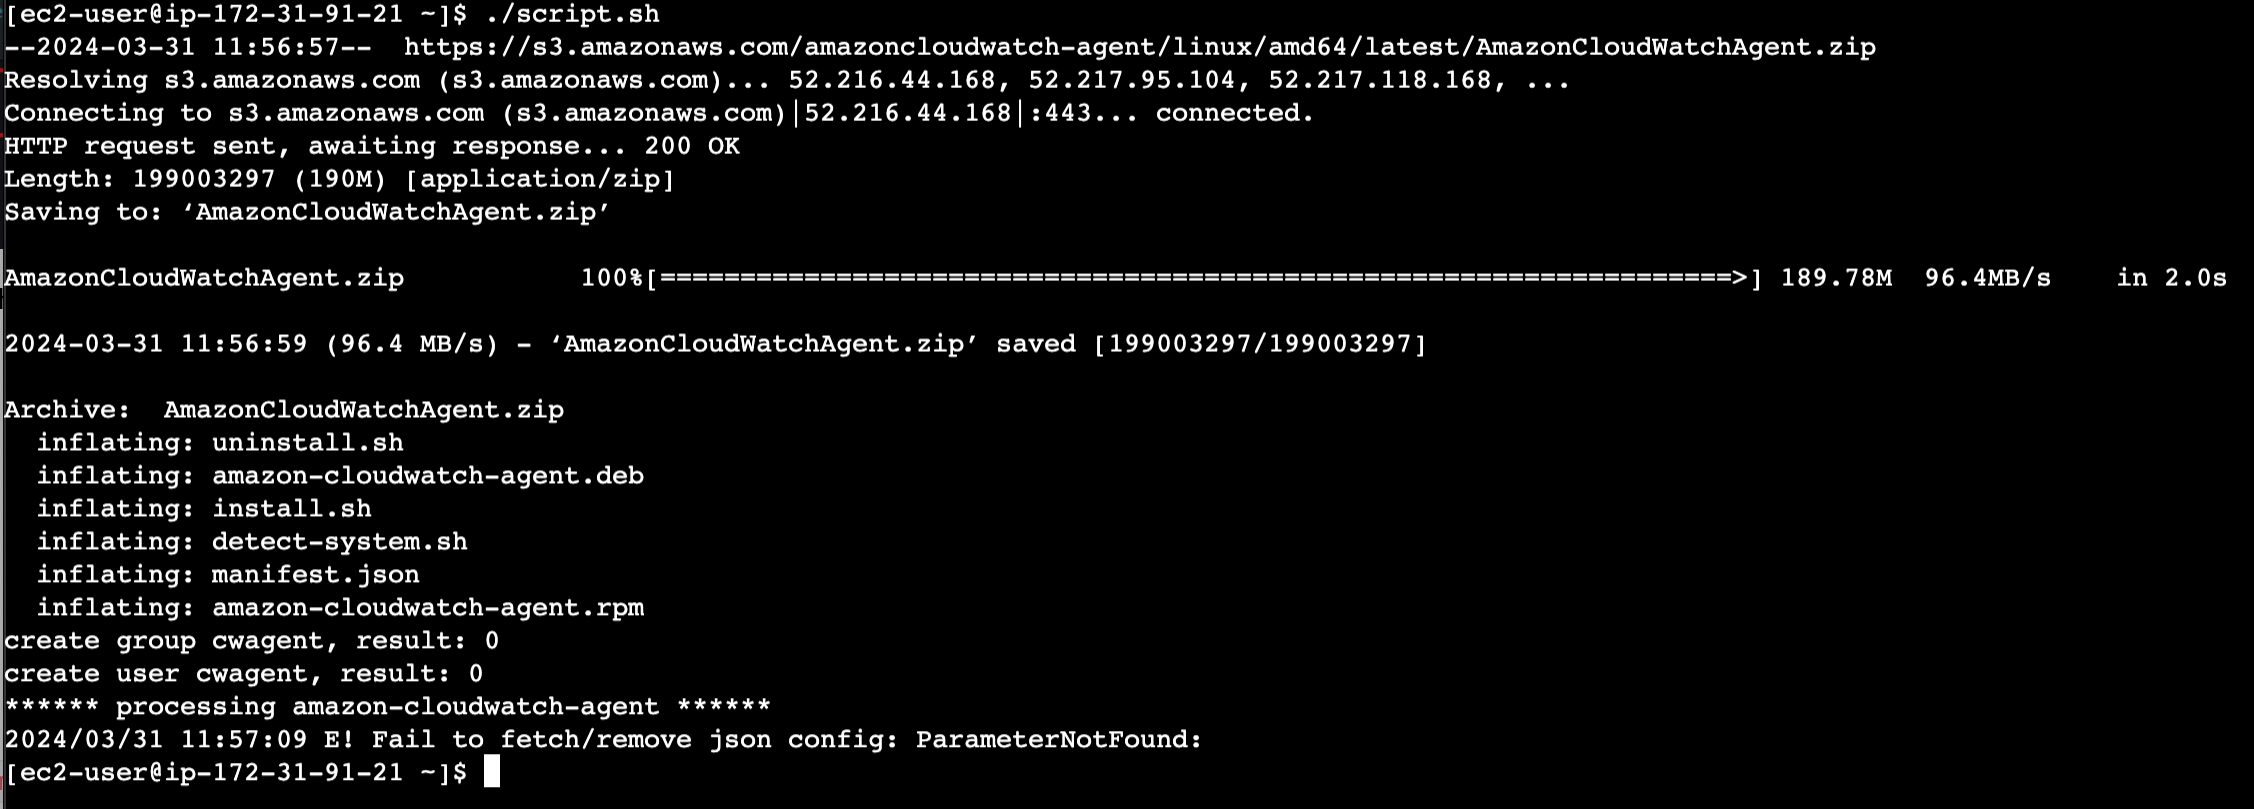 [ec2-user@ip-172-31-91-21 ~]$ ./script.sh
--2024-03-31 11:56:57--  https://s3.amazonaws.com/amazoncloudwatch-agent/linux/amd64/latest/AmazonCloudWatchAgent.zip
Resolving s3.amazonaws.com (s3.amazonaws.com)... 52.216.44.168, 52.217.95.104, 52.217.118.168, ...
Connecting to s3.amazonaws.com (s3.amazonaws.com)|52.216.44.168|:443... connected.
HTTP request sent, awaiting response... 200 OK
Length: 199003297 (190M) [application/zip]
Saving to: ‘AmazonCloudWatchAgent.zip’
AmazonCloudWatchAgent.zip           100%[===================================================================>] 189.78M  96.4MB/s    in 2.0s
2024-03-31 11:56:59 (96.4 MB/s) - ‘AmazonCloudWatchAgent.zip’ saved [199003297/199003297]
Archive:  AmazonCloudWatchAgent.zip
  inflating: uninstall.sh
  inflating: amazon-cloudwatch-agent.deb
  inflating: install.sh
  inflating: detect-system.sh
  inflating: manifest.json
  inflating: amazon-cloudwatch-agent.rpm
create group cwagent, result: 0
create user cwagent, result: 0
****** processing amazon-cloudwatch-agent ******
2024/03/31 11:57:09 E! Fail to fetch/remove json config: ParameterNotFound:
[ec2-user@ip-172-31-91-21 ~]$